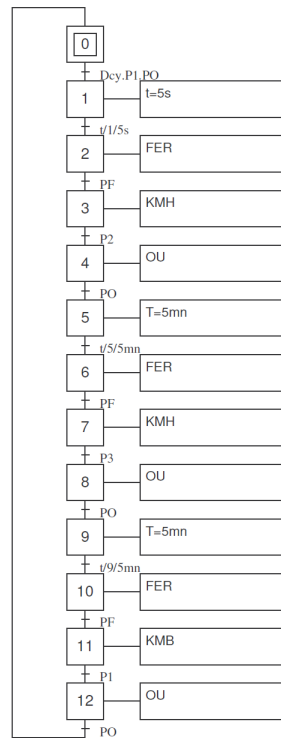 0
Dcy.P1.PO
1 t=5s
t/1/5s
2 FER
PF
3 KMH
P2
4 OU
PO
5 T=5mn
t/5/5mn
6 FER
PF
7 KMH
P3
8 OU
PO
9 T=5mn
t/9/5mn
10 FER
PF
11 KMB
P1
12 OU
PO